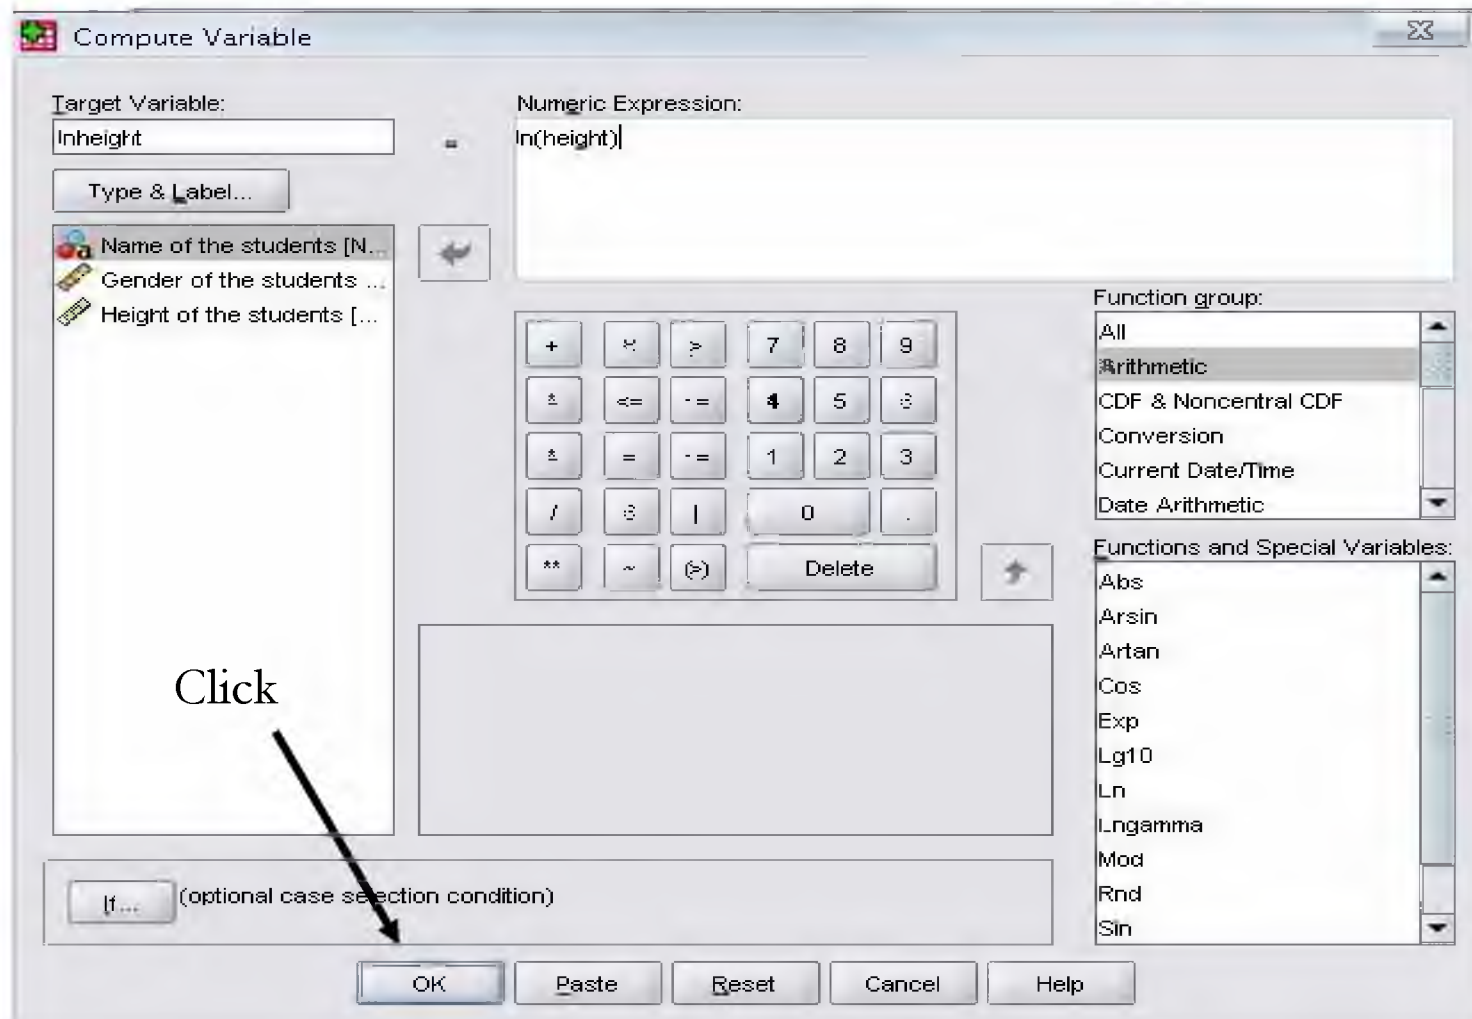 Compute Variable
Target Variable:
lnheight
Type & Label...
Name of the students [N...
Gender of the students ...
Height of the students [...
=
Numeric Expression:
ln(height)
+ < > 7 8 9
<= 4 5
= 1 2 3
/ | 0 .
** ~ Delete
Function group:
All
Arithmetic
CDF & Noncentral CDF
Conversion
Current Date/Time
Date Arithmetic
Functions and Special Variables:
Abs
Arsin
Artan
Cos
Exp
Lg10
Ln
Lngamma
Mod
Rnd
Sin
Click
If... (optional case selection condition)
OK Paste Reset Cancel Help